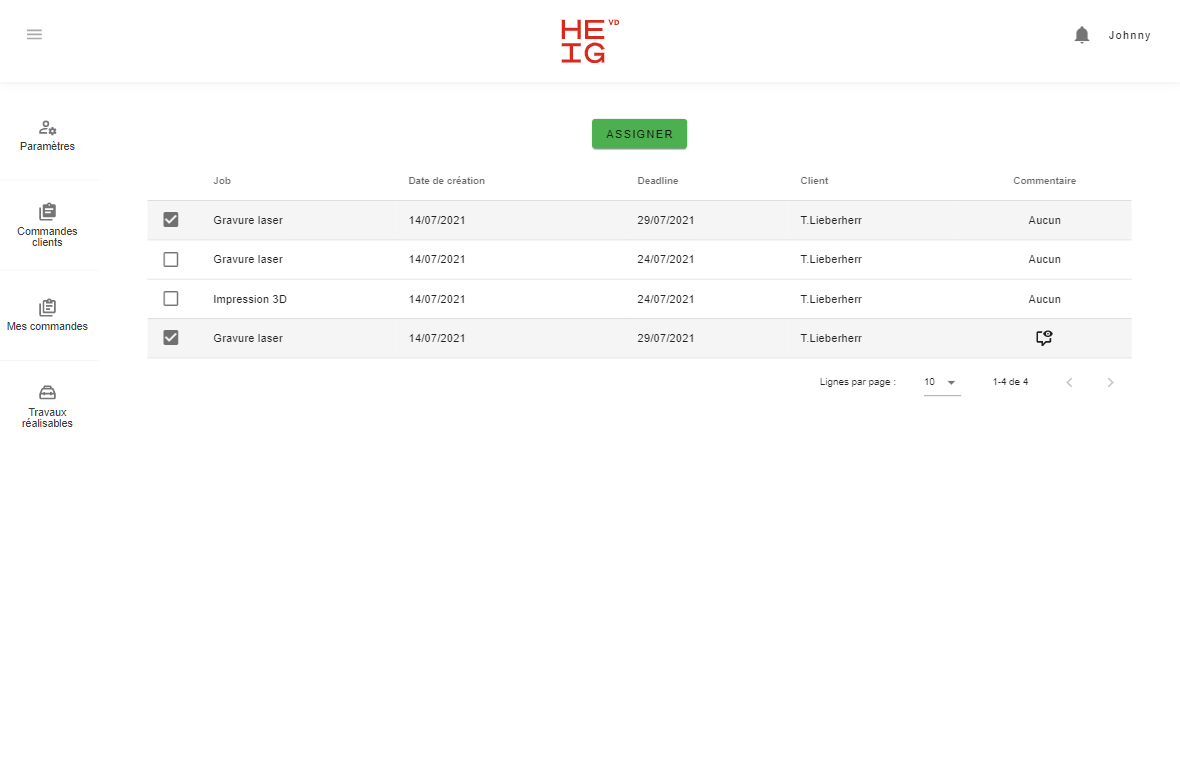 HE VD
IG
Johnny
Paramètres
Commandes
clients
Mes commandes
Travaux
réalisables
ASSIGNER
Job Date de création Deadline Client Commentaire
Gravure laser 14/07/2021 29/07/2021 T.Lieberherr Aucun
Gravure laser 14/07/2021 24/07/2021 T.Lieberherr Aucun
Impression 3D 14/07/2021 24/07/2021 T.Lieberherr Aucun
Gravure laser 14/07/2021 29/07/2021 T.Lieberherr
Lignes par page : 10 1-4 de 4